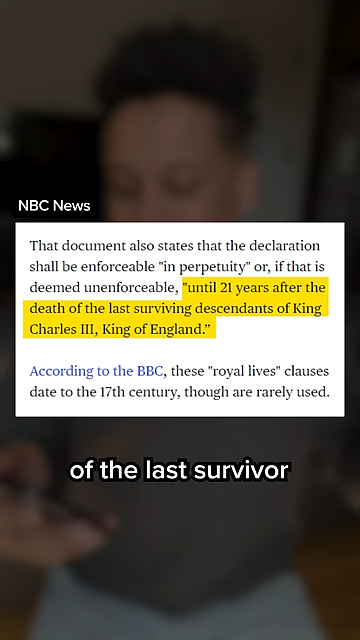 NBC News
That document also states that the declaration
shall be enforceable "in perpetuity" or, if that is
deemed unenforceable, "until 21 years after the
death of the last surviving descendants of King
Charles III, King of England.”
According to the BBC, these "royal lives" clauses
date to the 17th century, though are rarely used.
of the last survivor